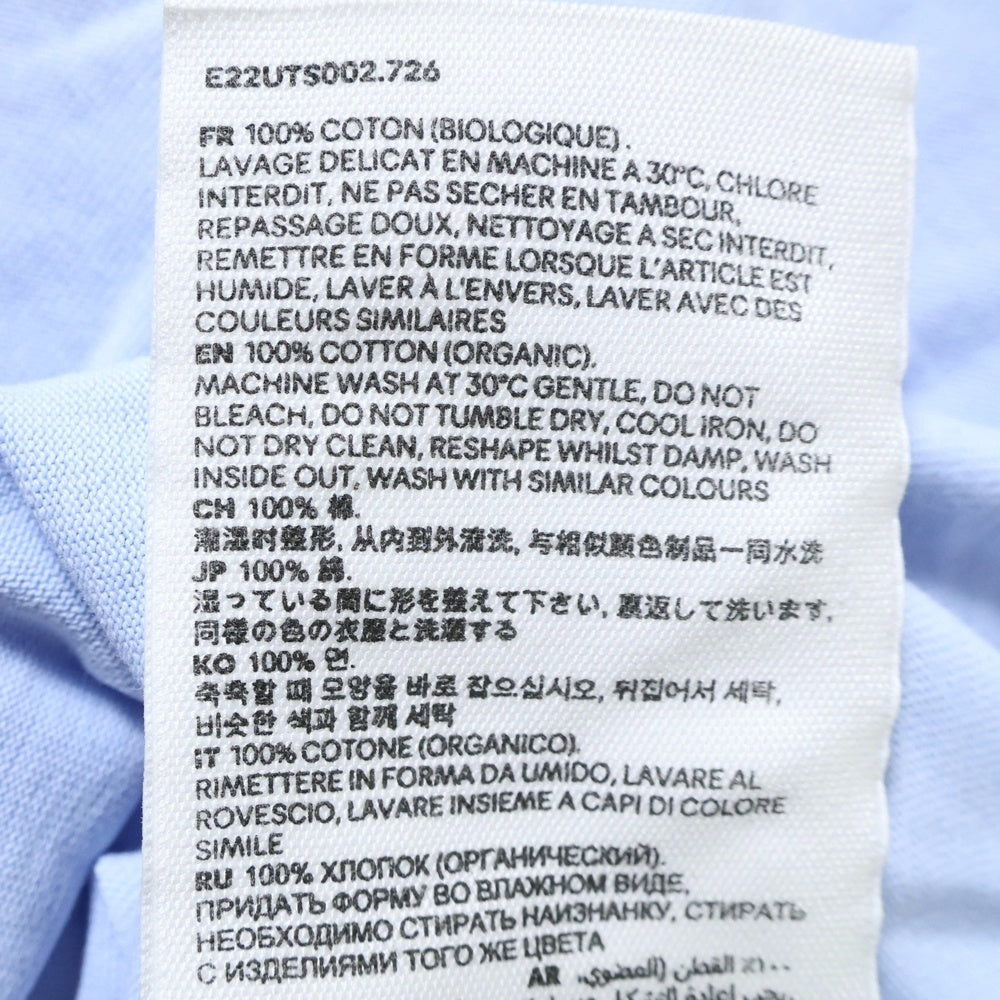 E22UTS002.726
FR 100% COTON (BIOLOGIQUE).
LAVAGE DELICAT EN MACHINE A 30°C, CHLORE
INTERDIT, NE PAS SECHER EN TAMBOUR,
REPASSAGE DOUX, NETTOYAGE A SEC INTERDIT,
REMETTRE EN FORME LORSQUE L'ARTICLE EST
HUMIDE, LAVER À L'ENVERS, LAVER AVEC DES
COULEURS SIMILAIRES
EN 100% COTTON (ORGANIC).
MACHINE WASH AT 30°C GENTLE, DO NOT
BLEACH, DO NOT TUMBLE DRY, COOL IRON, DO
NOT DRY CLEAN, RESHAPE WHILST DAMP, WASH
INSIDE OUT, WASH WITH SIMILAR COLOURS
CH 100% 棉.
潮湿时整形, 从内到外清洗, 与相似颜色制品一同水洗
JP 100% 綿.
湿っている間に形を整えて下さい, 裏返して洗います,
同様の色の衣服と洗濯する
KO 100% 면.
축축할 때 모양을 바로 잡으십시오, 뒤집어서 세탁,
비슷한 색과 함께 세탁
IT 100% COTONE (ORGANICO).
RIMETTERE IN FORMA DA UMIDO, LAVARE AL
ROVESCIO, LAVARE INSIEME A CAPI DI COLORE
SIMILE
RU 100% ХЛОПОК (ОРГАНИЧЕСКИЙ).
ПРИДАТЬ ФОРМУ ВО ВЛАЖНОМ ВИДЕ,
НЕОБХОДИМО СТИРАТЬ НАИЗНАНКУ, СТИРАТЬ
С ИЗДЕЛИЯМИ ТОГО ЖЕ ЦВЕТА
AR القطن (العضوي).